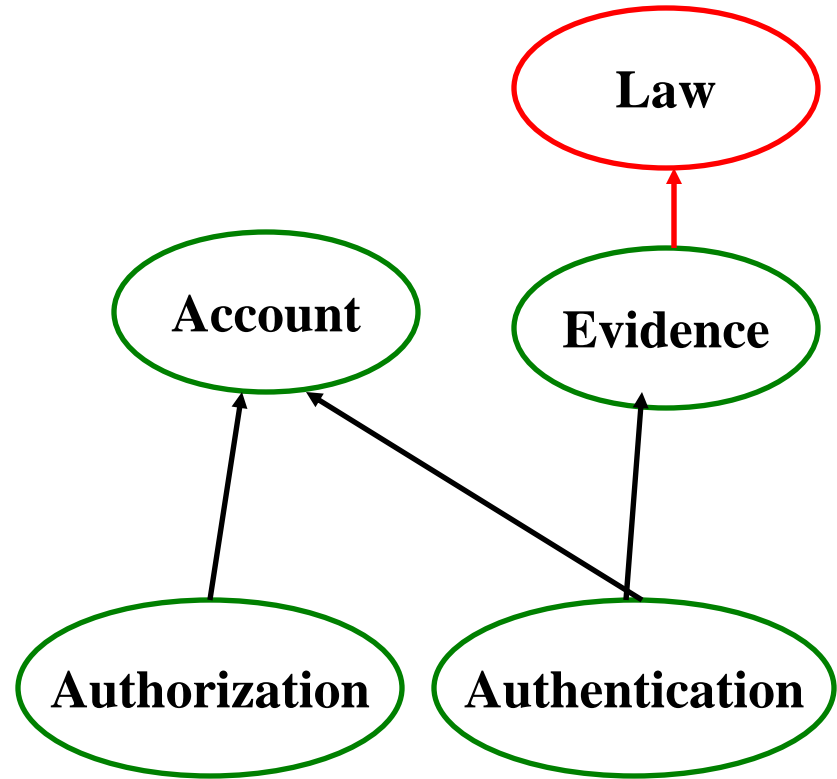 Law
Account
Evidence
Authorization
Authentication